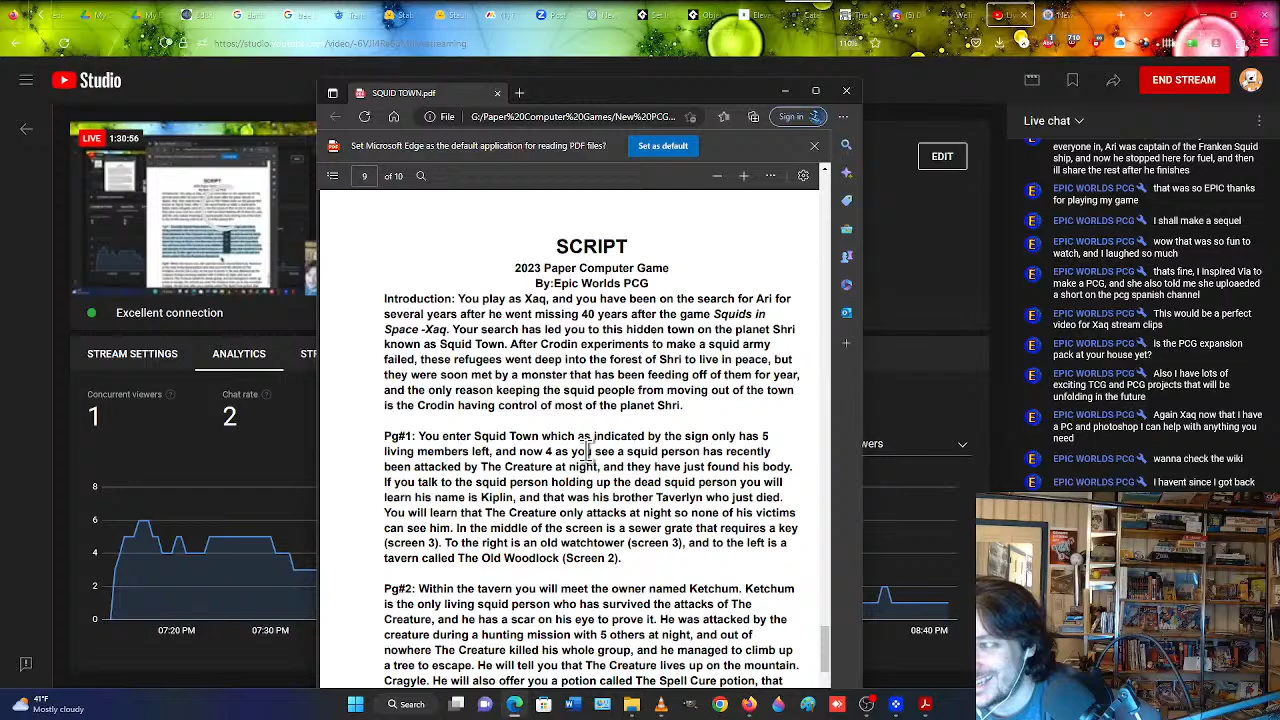 https://studio.youtube.com/video/-6VJi4Re5
streaming
110%
Studio
SQUID TOWN.pdf
END STREAM
File
G:/Paper%20Computer%20Games/PDF%20DOC...
Sign in
Live chat
LIVE 1:30:56
Set Microsoft Edge as
Set as default
EDIT
9 of 10
everyone in, Ari was captain of the Franken Squid
ship, and now he stopped here for fuel, and then
ill read the rest after he finishes
EPIC WORLDS PCG that was so EPIC tasks
EPIC WORLDS PCG I shall make a sequel
EPIC WORLDS PCG wow that was so fun to
watch, and I laughed so much
EPIC WORLDS PCG thats fine, I inspired Via to
make a PCG, and she also told me she uploaeded
a short on the pcg spanish channel
EPIC WORLDS PCG This would be a perfect
video for Xaq stream clips
EPIC WORLDS PCG Is the PCG expansion
pack at your house yet?
EPIC WORLDS PCG Also I have lots of
exciting TCG and PCG projects that will be
unfolding in the future
EPIC WORLDS PCG Again Xaq now that I have
a PC and photoshop I can help with anything you
need
EPIC WORLDS PCG wanna check the wiki
EPIC WORLDS PCG I havent since I got back
Excellent connection
STREAM SETTINGS
ANALYTICS
Concurrent viewers
1
Chat rate
2
8
6
4
2
0
07:20 PM
07:30 PM
08:40 PM
SCRIPT
2023 Paper Computer Game
By:Epic Worlds PCG
Introduction: You play as Xaq, and you have been on the search for Ari for
several years after he went missing 40 years after the game Squids in
Space -Xaq. Your search has led you to this hidden town on the planet Shri
known as Squid Town. After Crodin experiments to make a squid army
failed, these refugees went deep into the forest of Shri to live in peace, but
they were soon met by a monster that has been feeding off of them for year,
and the only reason keeping the squid people from moving out of the town
is the Crodin having control of most of the planet Shri.
Pg#1: You enter Squid Town which as indicated by the sign only has 5
living members left, and now 4 as you see a squid person has recently
been attacked by The Creature at night, and they have just found his body.
If you talk to the squid person holding up the dead squid person you will
learn his name is Kiplin, and that was his brother Taverlyn who just died.
You will learn that The Creature only attacks at night so none of his victims
can see him. In the middle of the screen is a sewer grate that requires a key
(screen 3). To the right is an old watchtower (screen 3), and to the left is a
tavern called The Old Woodlock (Screen 2).
Pg#2: Within the tavern you will meet the owner named Ketchum. Ketchum
is the only living squid person who has survived the attacks of The
Creature, and he has a scar on his eye to prove it. He was attacked by the
creature during a hunting mission with 5 others at night, and out of
nowhere The Creature killed his whole group, and he managed to climb up
a tree to escape. He will tell you that The Creature lives up on the mountain.
Cragyle. He will also offer you a potion called The Spell Cure potion, that
41°F
Mostly cloudy
Search